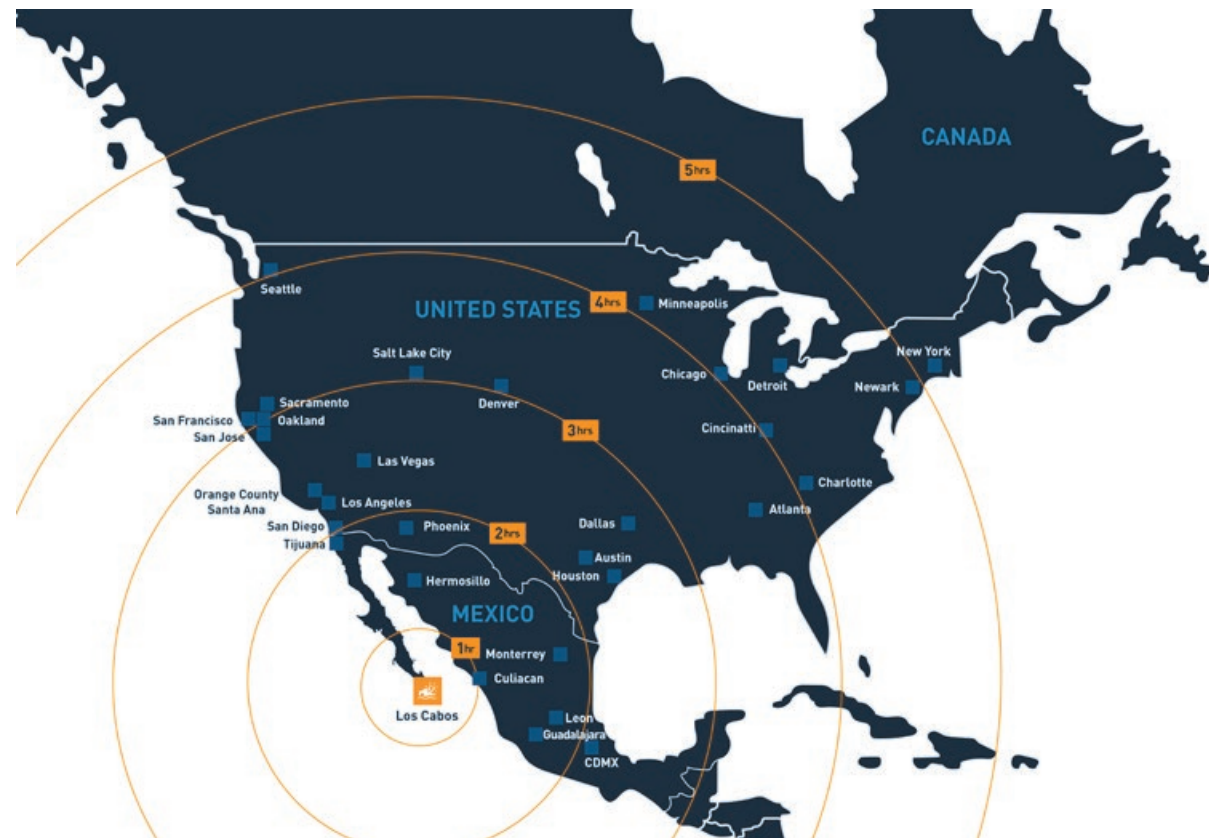 CANADA
5hrs
Seattle
4hrs
Minneapolis
UNITED STATES
New York
Salt Lake City
Chicago
Detroit
Newark
Denver
Sacramento
San Francisco
Oakland
3hrs
Cincinatti
San Jose
Las Vegas
Charlotte
Orange County
Santa Ana
Los Angeles
Atlanta
San Diego
Phoenix
2hrs
Dallas
Tijuana
Austin
Hermosillo
Houston
MEXICO
1hr
Monterrey
Culiacan
Los Cabos
Leon
Guadalajara
CDMX